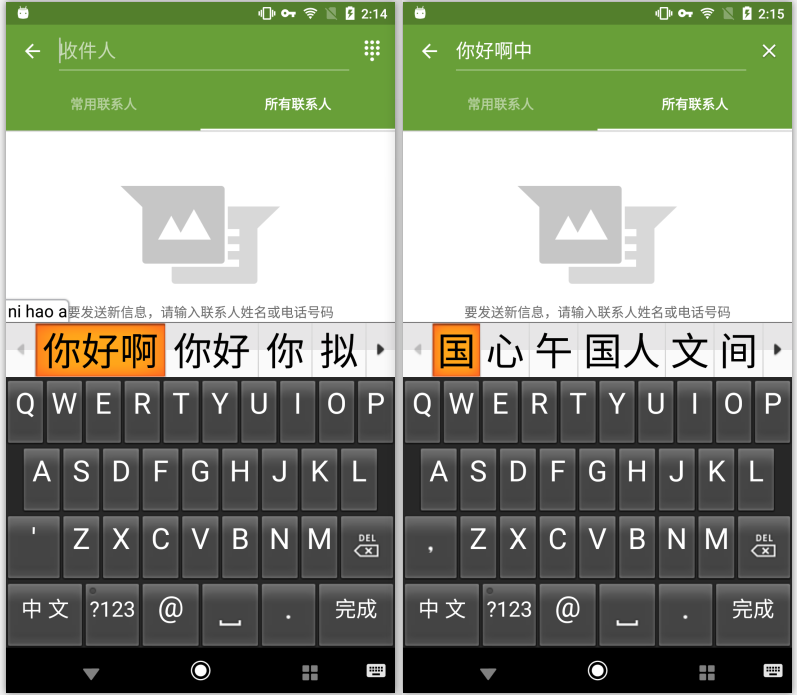 2:14
收件人
常用联系人 所有联系人
要发送新信息，请输入联系人姓名或电话号码
ni hao a
你好啊 你好 你 拟
Q W E R T Y U I O P
A S D F G H J K L
' Z X C V B N M DEL
中文 ?123 @ . 完成
2:15
你好啊中
常用联系人 所有联系人
要发送新信息，请输入联系人姓名或电话号码
国 心 午 国人 文 间
Q W E R T Y U I O P
A S D F G H J K L
, Z X C V B N M DEL
中文 ?123 @ . 完成